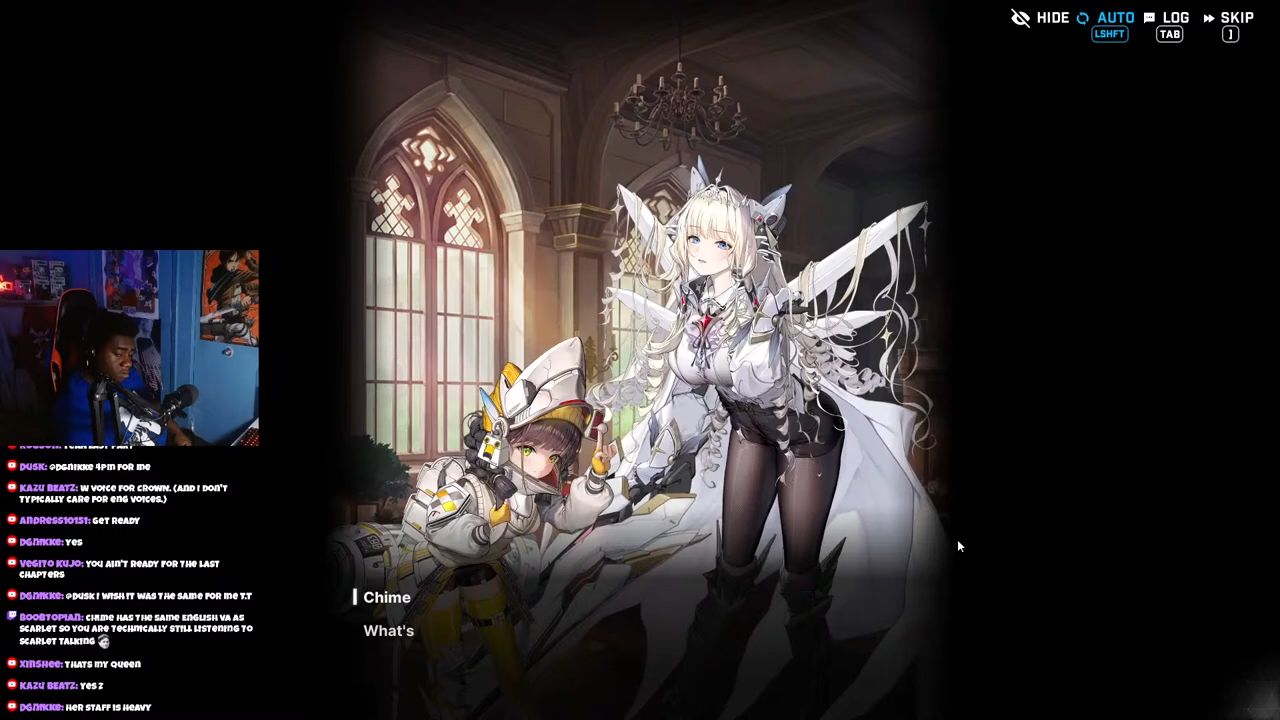 HIDE
AUTO
LOG
SKIP
LSHFT
TAB
]
DUSK: @DGNIKKE 4PM FOR ME
KAZU BEATZ: W VOICE FOR CROWN. (AND I DON'T
TYPICALLY CARE FOR ENG VOICES.)
ANDRESS10151: GET READY
DGNIKKE: YES
VEGITO KUJO: YOU AIN'T READY FOR THE LAST
CHAPTERS
DGNIKKE: @DUSK I WISH IT WAS THE SAME FOR ME T.T
BOOBTOPIAN: CHIME HAS THE SAME ENGLISH VA AS
SCARLET SO YOU ARE TECHNICALLY STILL LISTENING TO
SCARLET TALKING
XINSHEE: THATS MY QUEEN
KAZU BEATZ: YES Z
DGNIKKE: HER STAFF IS HEAVY
Chime
What's